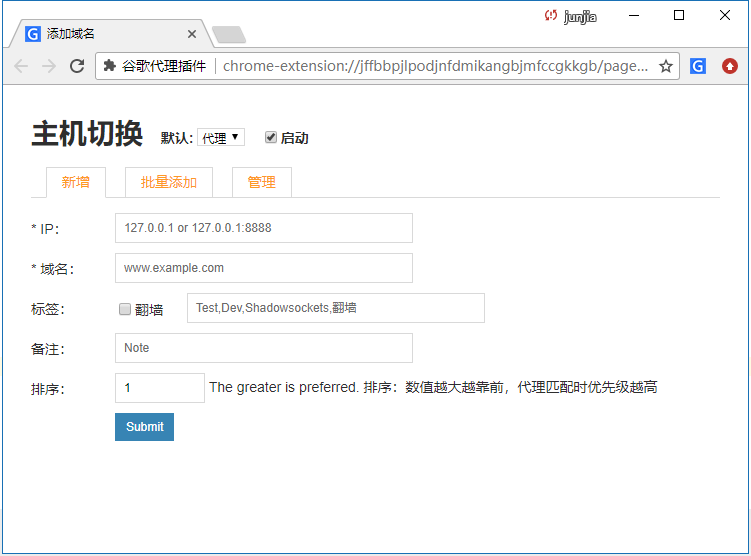 junjia
添加域名
谷歌代理插件 chrome-extension://jffbbpjlpodjnfdmikangbjmfccgkkgb/page...
主机切换 默认: 代理 启动
新增 批量添加 管理
* IP: 127.0.0.1 or 127.0.0.1:8888
* 域名: www.example.com
标签: 翻墙 Test,Dev,Shadowsockets,翻墙
备注: Note
排序: 1 The greater is preferred. 排序：数值越大越靠前，代理匹配时优先级越高
Submit